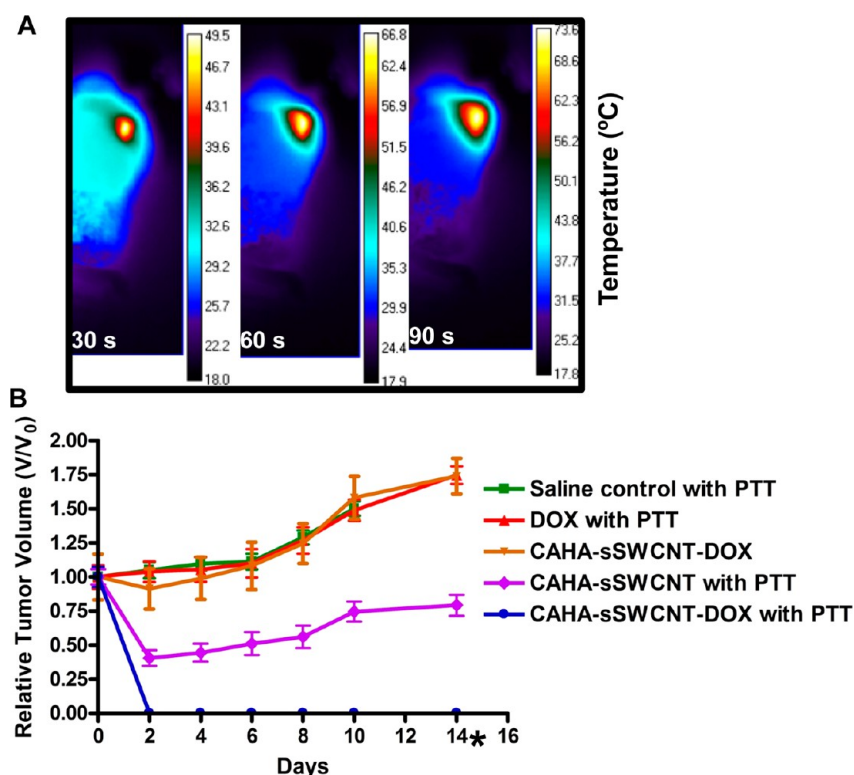 A
49.5
43.1
39.6
36.1
32.6
29.2
25.7
22.2
18.0
30 s
66.8
56.9
51.5
46.2
40.6
35.3
29.9
24.4
17.9
60 s
73.6
68.6
62.3
56.2
50.1
43.8
37.7
31.5
25.2
17.8
90 s
Temperature (ºC)
B
Relative Tumor Volume (V/V0)
2.00
1.75
1.50
1.25
1.00
0.75
0.50
0.25
0.00
0 2 4 6 8 10 12 14* 16
Days
Saline control with PTT
DOX with PTT
CAHA-sSWCNT-DOX
CAHA-sSWCNT with PTT
CAHA-sSWCNT-DOX with PTT